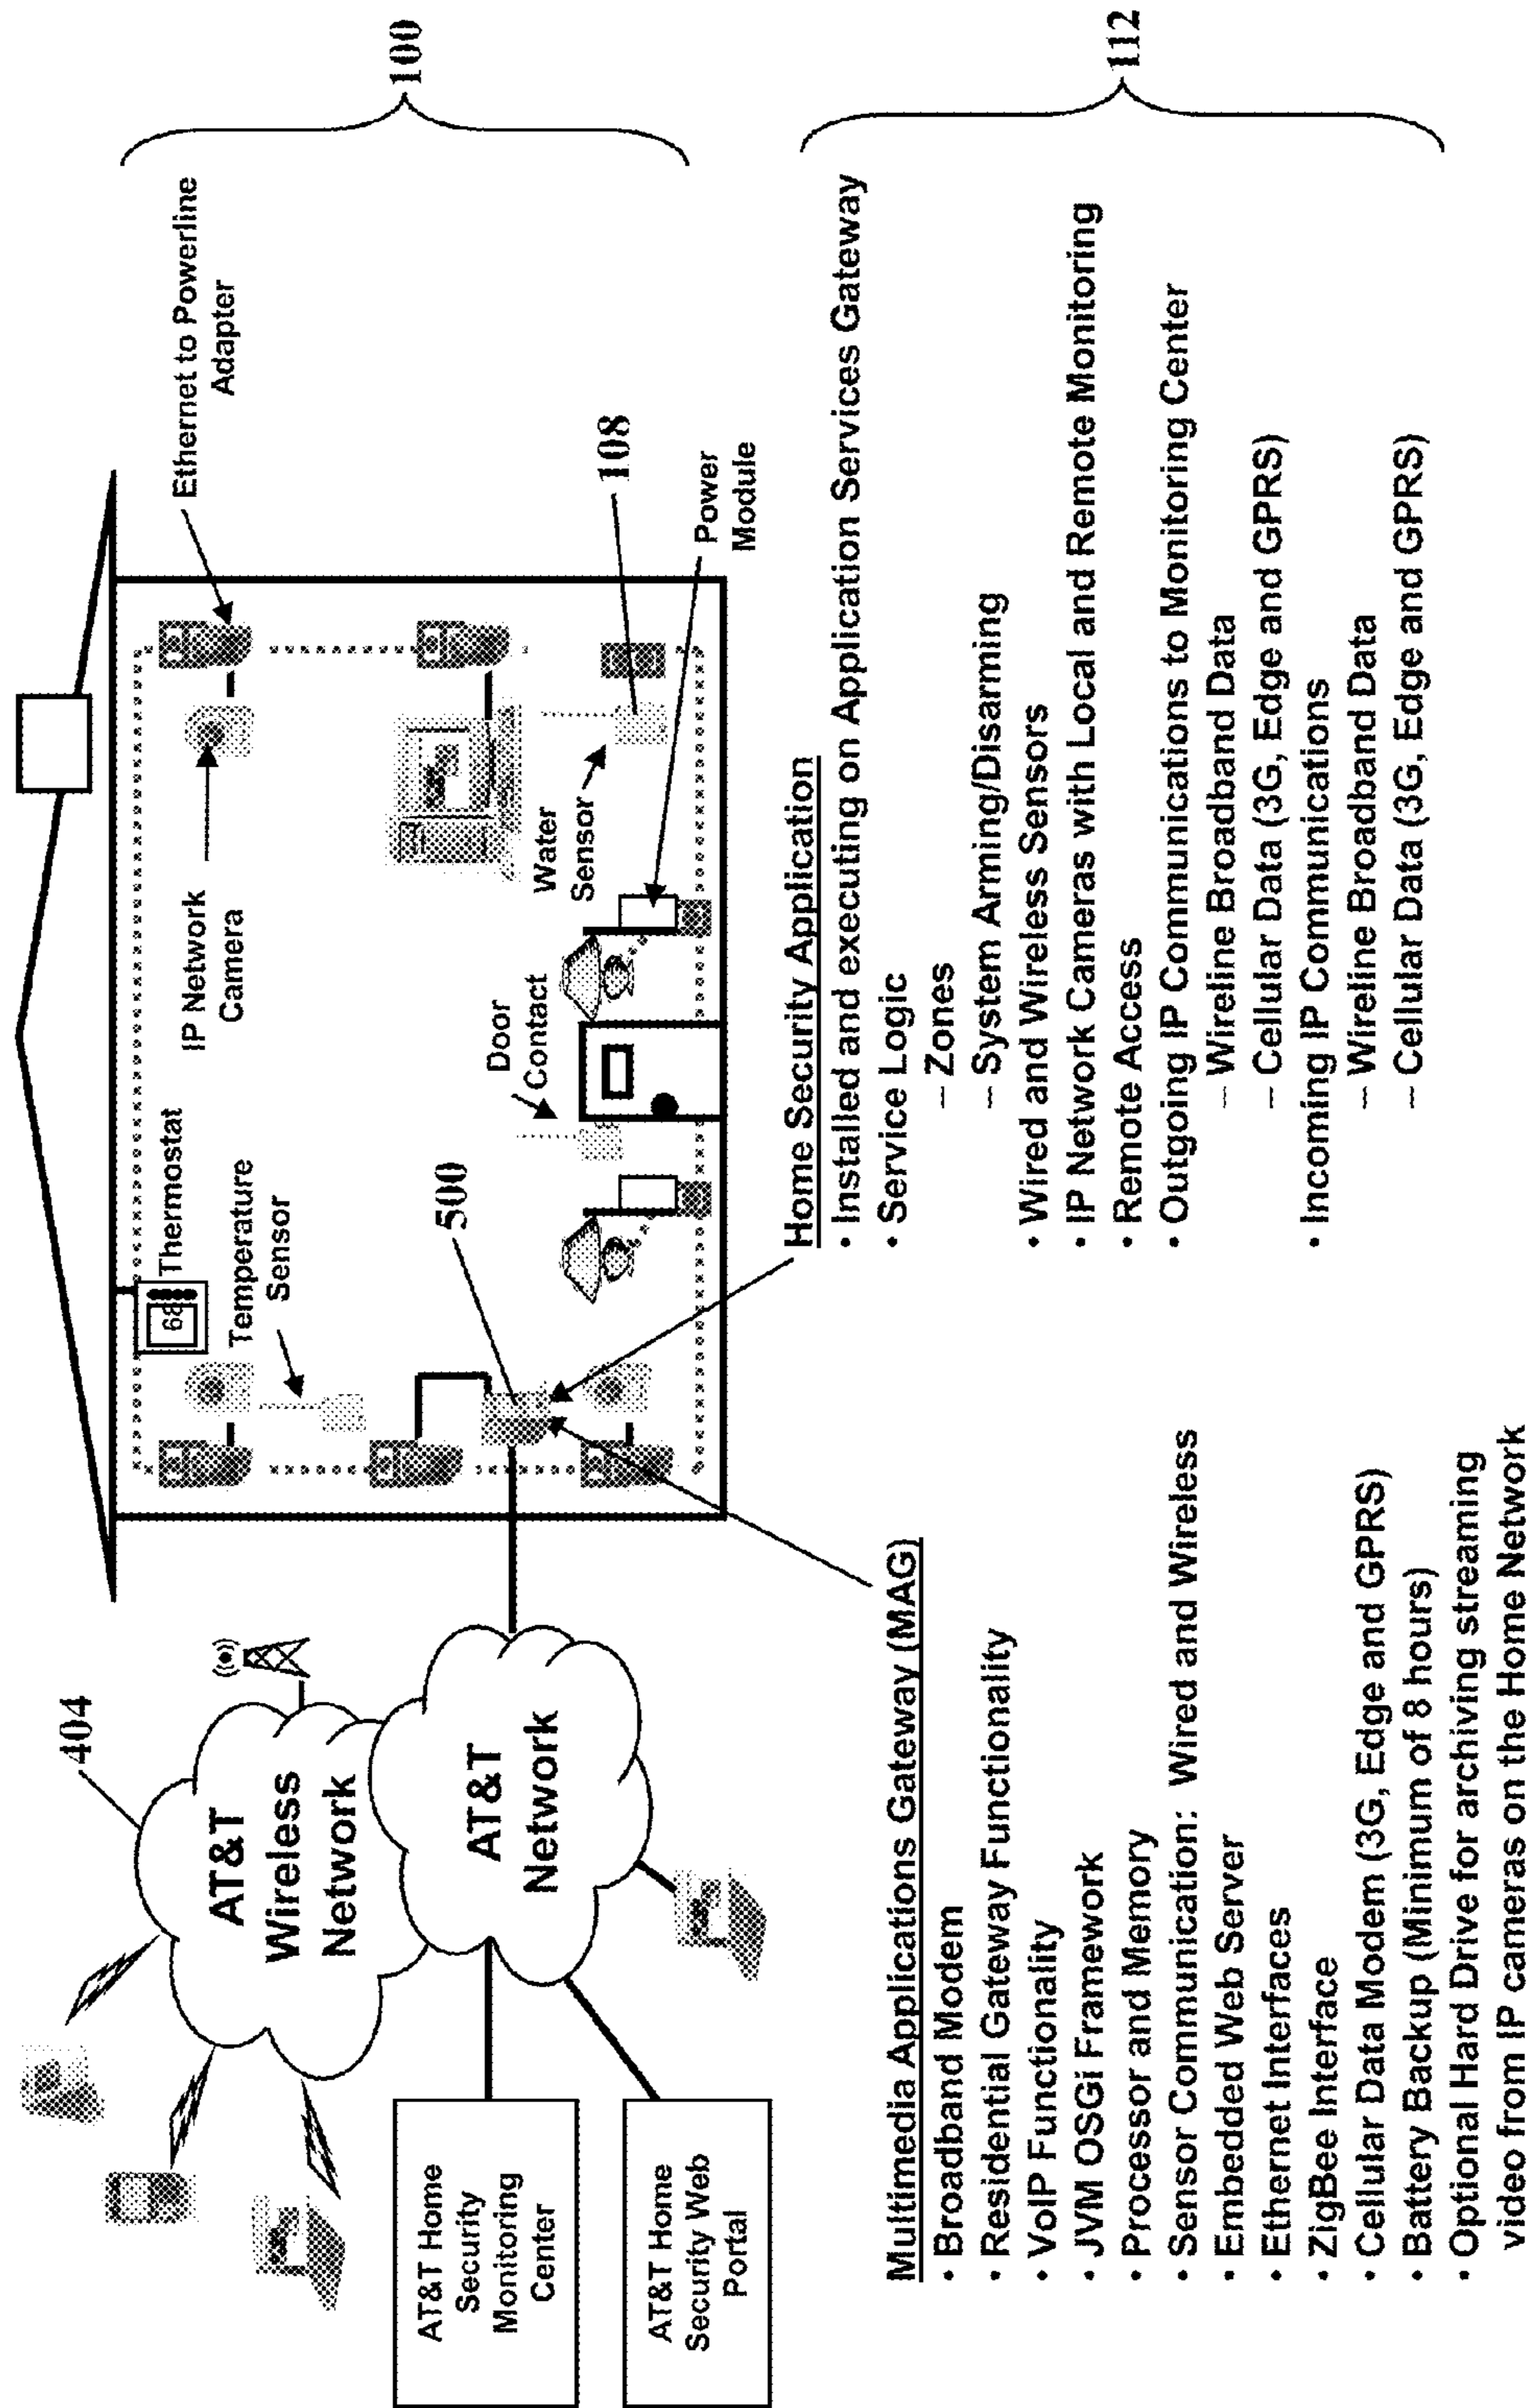 404
AT&T
Wireless
Network
AT&T
Network
AT&T Home
Security
Monitoring
Center
AT&T Home
Security Web
Portal
68
Thermostat
Temperature
Sensor
IP Network
Camera
Ethernet to Powerline
Adapter
100
500
Door
Contact
Water
Sensor
108
Power
Module
Multimedia Applications Gateway (MAG)
• Broadband Modem
• Residential Gateway Functionality
• VoIP Functionality
• JVM OSGi Framework
• Processor and Memory
• Sensor Communication: Wired and Wireless
• Embedded Web Server
• Ethernet Interfaces
• ZigBee Interface
• Cellular Data Modem (3G, Edge and GPRS)
• Battery Backup (Minimum of 8 hours)
• Optional Hard Drive for archiving streaming
video from IP cameras on the Home Network
Home Security Application
• Installed and executing on Application Services Gateway
• Service Logic
– Zones
– System Arming/Disarming
• Wired and Wireless Sensors
• IP Network Cameras with Local and Remote Monitoring
• Remote Access
• Outgoing IP Communications to Monitoring Center
– Wireline Broadband Data
– Cellular Data (3G, Edge and GPRS)
• Incoming IP Communications
– Wireline Broadband Data
– Cellular Data (3G, Edge and GPRS)
112